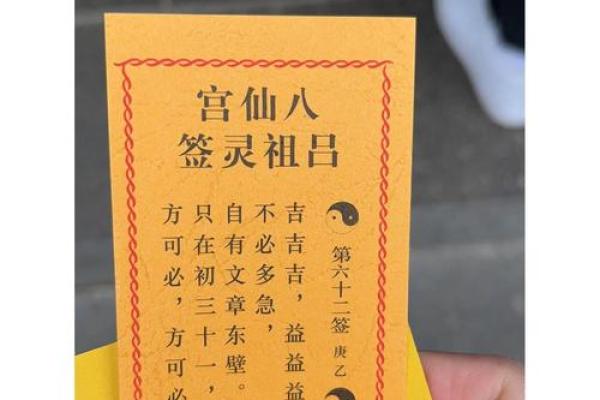 八仙宫
吕祖灵签
第六十二签 庚乙
吉吉吉，益益益
不必多急，
自有文章东壁。
只在初三十一，
方可必，方可必